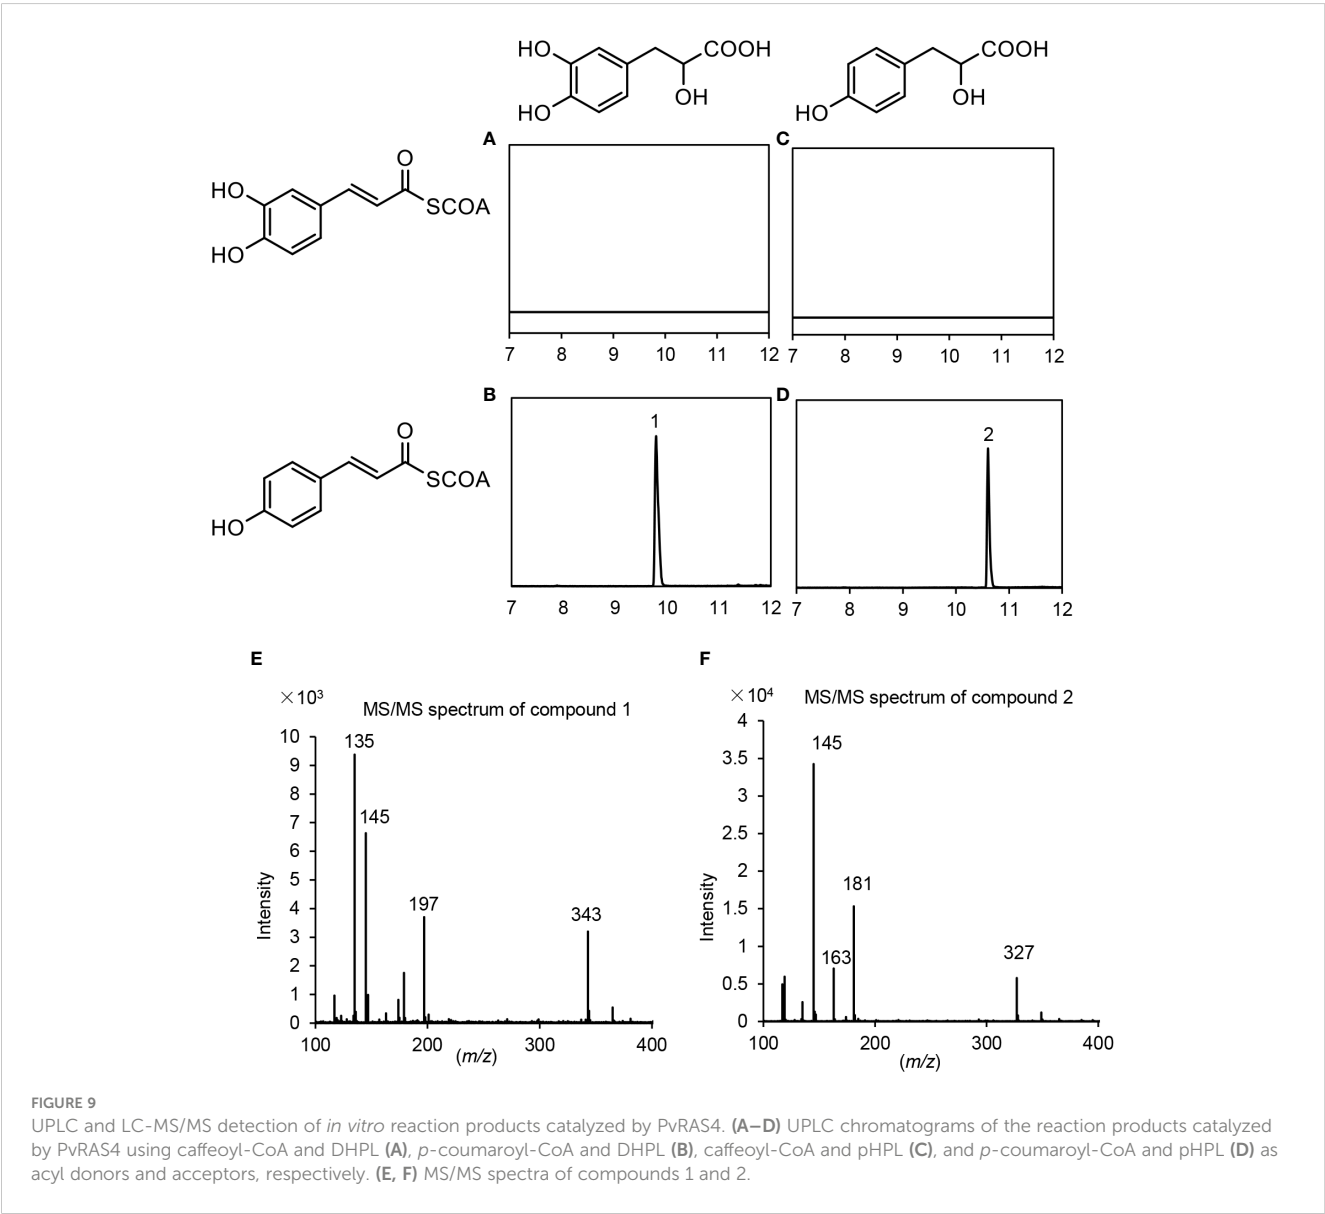 HO
HO
COOH
OH
HO
COOH
OH
A
C
HO
HO
O
SCOA
7 8 9 10 11 12
7 8 9 10 11 12
B
D
1
2
HO
O
SCOA
7 8 9 10 11 12
7 8 9 10 11 12
E
×10³
MS/MS spectrum of compound 1
10
9
8
7
6
5
4
3
2
1
0
Intensity
135
145
197
343
100 200 300 400
(m/z)
F
×10⁴
MS/MS spectrum of compound 2
4
3.5
3
2.5
2
1.5
1
0.5
0
Intensity
145
181
163
327
100 200 300 400
(m/z)
FIGURE 9
UPLC and LC-MS/MS detection of in vitro reaction products catalyzed by PvRAS4. (A–D) UPLC chromatograms of the reaction products catalyzed
by PvRAS4 using caffeoyl-CoA and DHPL (A), p-coumaroyl-CoA and DHPL (B), caffeoyl-CoA and pHPL (C), and p-coumaroyl-CoA and pHPL (D) as
acyl donors and acceptors, respectively. (E, F) MS/MS spectra of compounds 1 and 2.